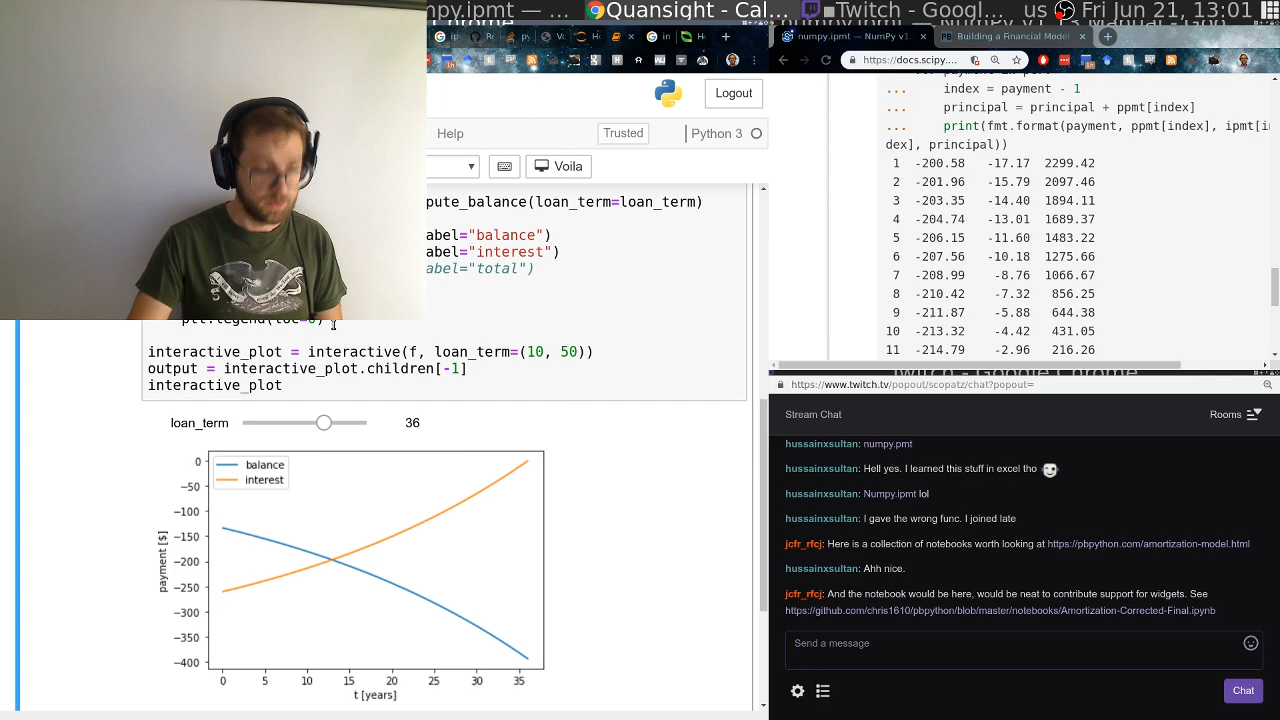 numpy.ipmt — …
Quansight - Cal…
Twitch - Googl…
us
Fri Jun 21, 13:01
numpy.ipmt — NumPy v1
Building a Financial Model
https://docs.scipy....
Logout
Help
Trusted
Python 3
Voila
pute_balance(loan_term=loan_term)
abel="balance")
abel="interest")
abel="total")
plt.legend(loc=0)
interactive_plot = interactive(f, loan_term=(10, 50))
output = interactive_plot.children[-1]
interactive_plot
loan_term
36
balance
interest
0
−50
−100
−150
−200
−250
−300
−350
−400
payment [$]
0 5 10 15 20 25 30 35
t [years]
... index = payment - 1
... principal = principal + ppmt[index]
... print(fmt.format(payment, ppmt[index], ipmt[in
dex], principal))
1 -200.58 -17.17 2299.42
2 -201.96 -15.79 2097.46
3 -203.35 -14.40 1894.11
4 -204.74 -13.01 1689.37
5 -206.15 -11.60 1483.22
6 -207.56 -10.18 1275.66
7 -208.99 -8.76 1066.67
8 -210.42 -7.32 856.25
9 -211.87 -5.88 644.38
10 -213.32 -4.42 431.05
11 -214.79 -2.96 216.26
Twitch - Google Chrome
https://www.twitch.tv/popout/scopatz/chat?popout=
Stream Chat
Rooms
hussainxsultan: numpy.pmt
hussainxsultan: Hell yes. I learned this stuff in excel tho
hussainxsultan: Numpy.ipmt lol
hussainxsultan: I gave the wrong func. I joined late
jcfr_rfcj: Here is a collection of notebooks worth looking at https://pbpython.com/amortization-model.html
hussainxsultan: Ahh nice.
jcfr_rfcj: And the notebook would be here, would be neat to contribute support for widgets. See
https://github.com/chris1610/pbpython/blob/master/notebooks/Amortization-Corrected-Final.ipynb
Send a message
Chat